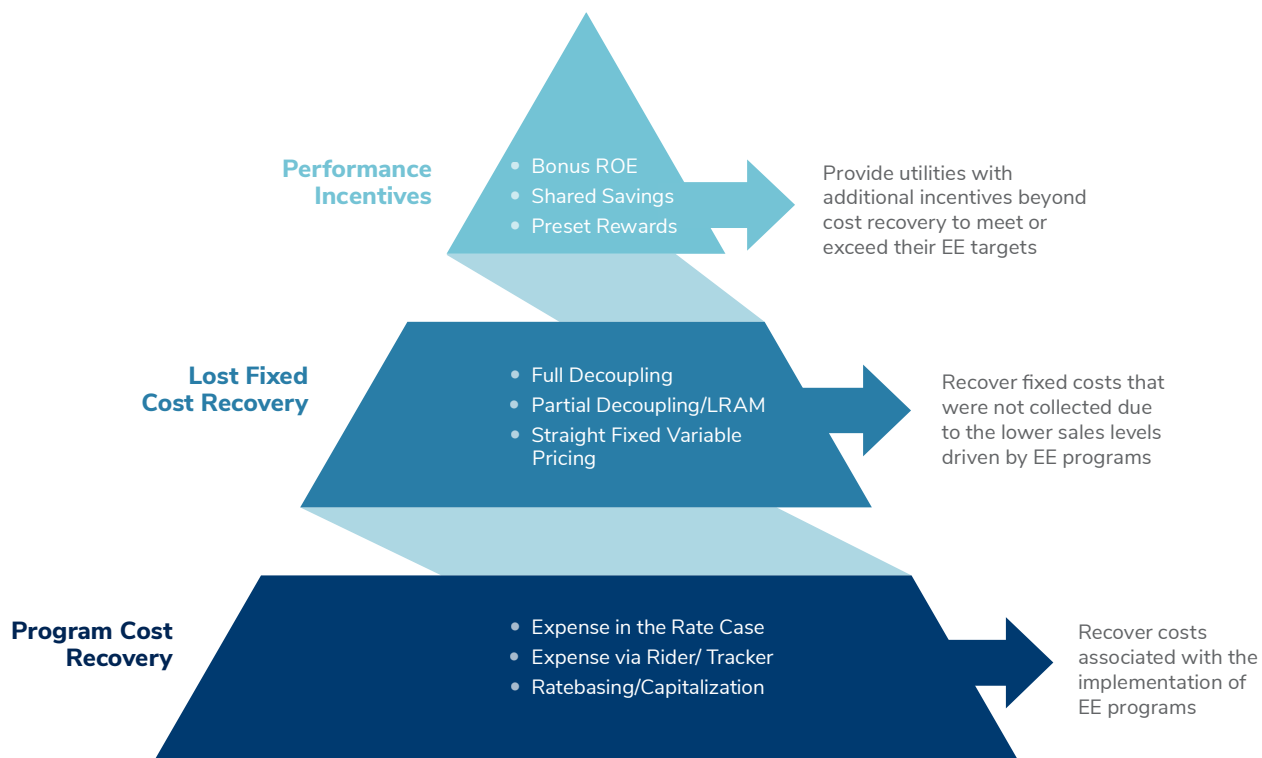 Performance
Incentives
• Bonus ROE
• Shared Savings
• Preset Rewards
Provide utilities with
additional incentives beyond
cost recovery to meet or
exceed their EE targets
Lost Fixed
Cost Recovery
• Full Decoupling
• Partial Decoupling/LRAM
• Straight Fixed Variable
Pricing
Recover fixed costs that
were not collected due
to the lower sales levels
driven by EE programs
Program Cost
Recovery
• Expense in the Rate Case
• Expense via Rider/ Tracker
• Ratebasing/Capitalization
Recover costs
associated with the
implementation of
EE programs